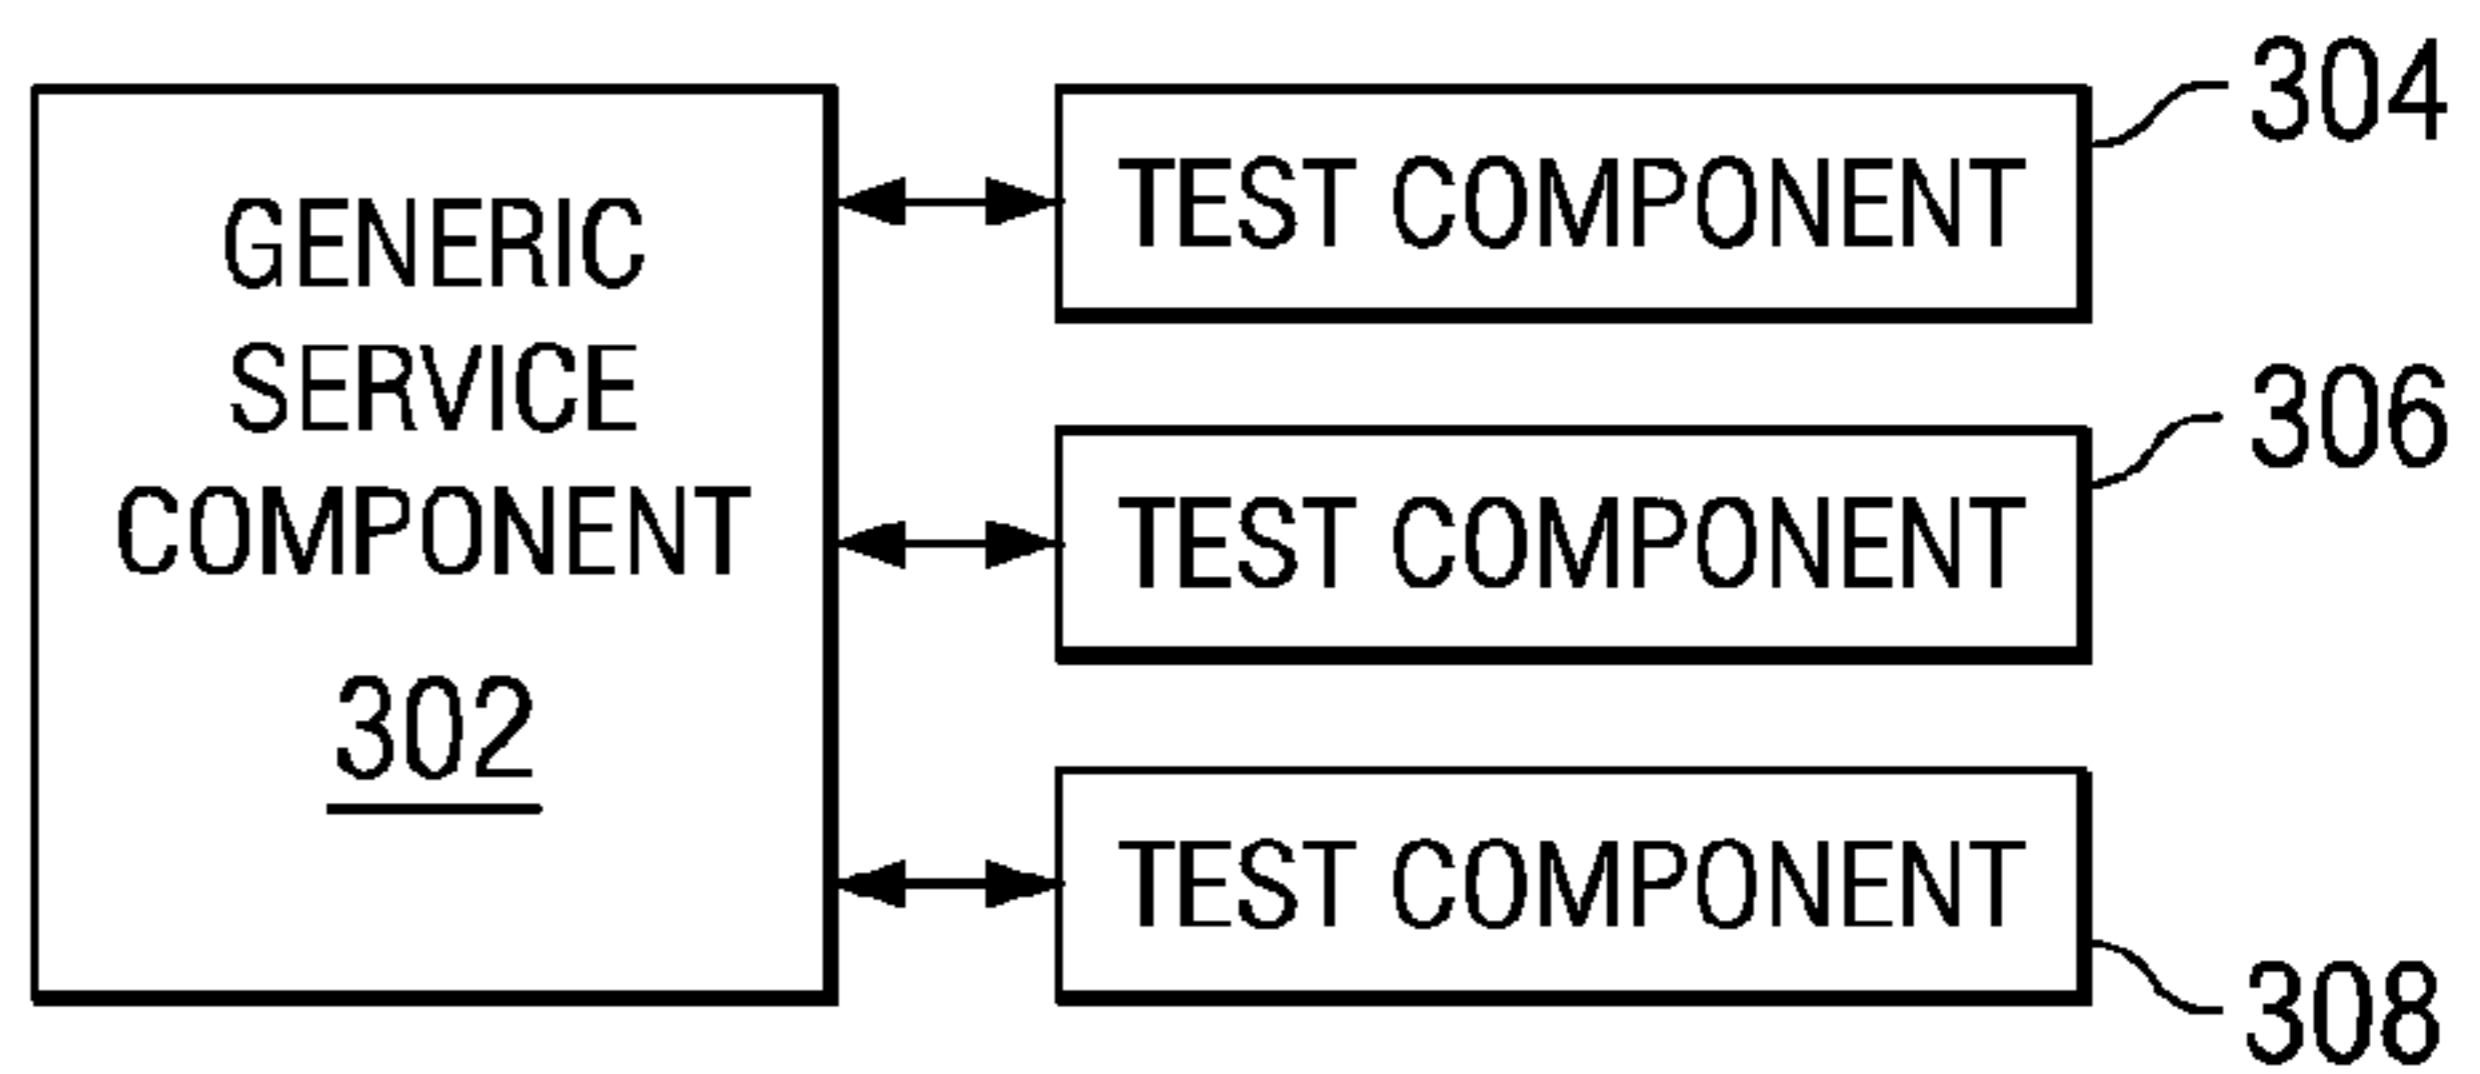 GENERIC
SERVICE
COMPONENT
302
TEST COMPONENT
304
TEST COMPONENT
306
TEST COMPONENT
308